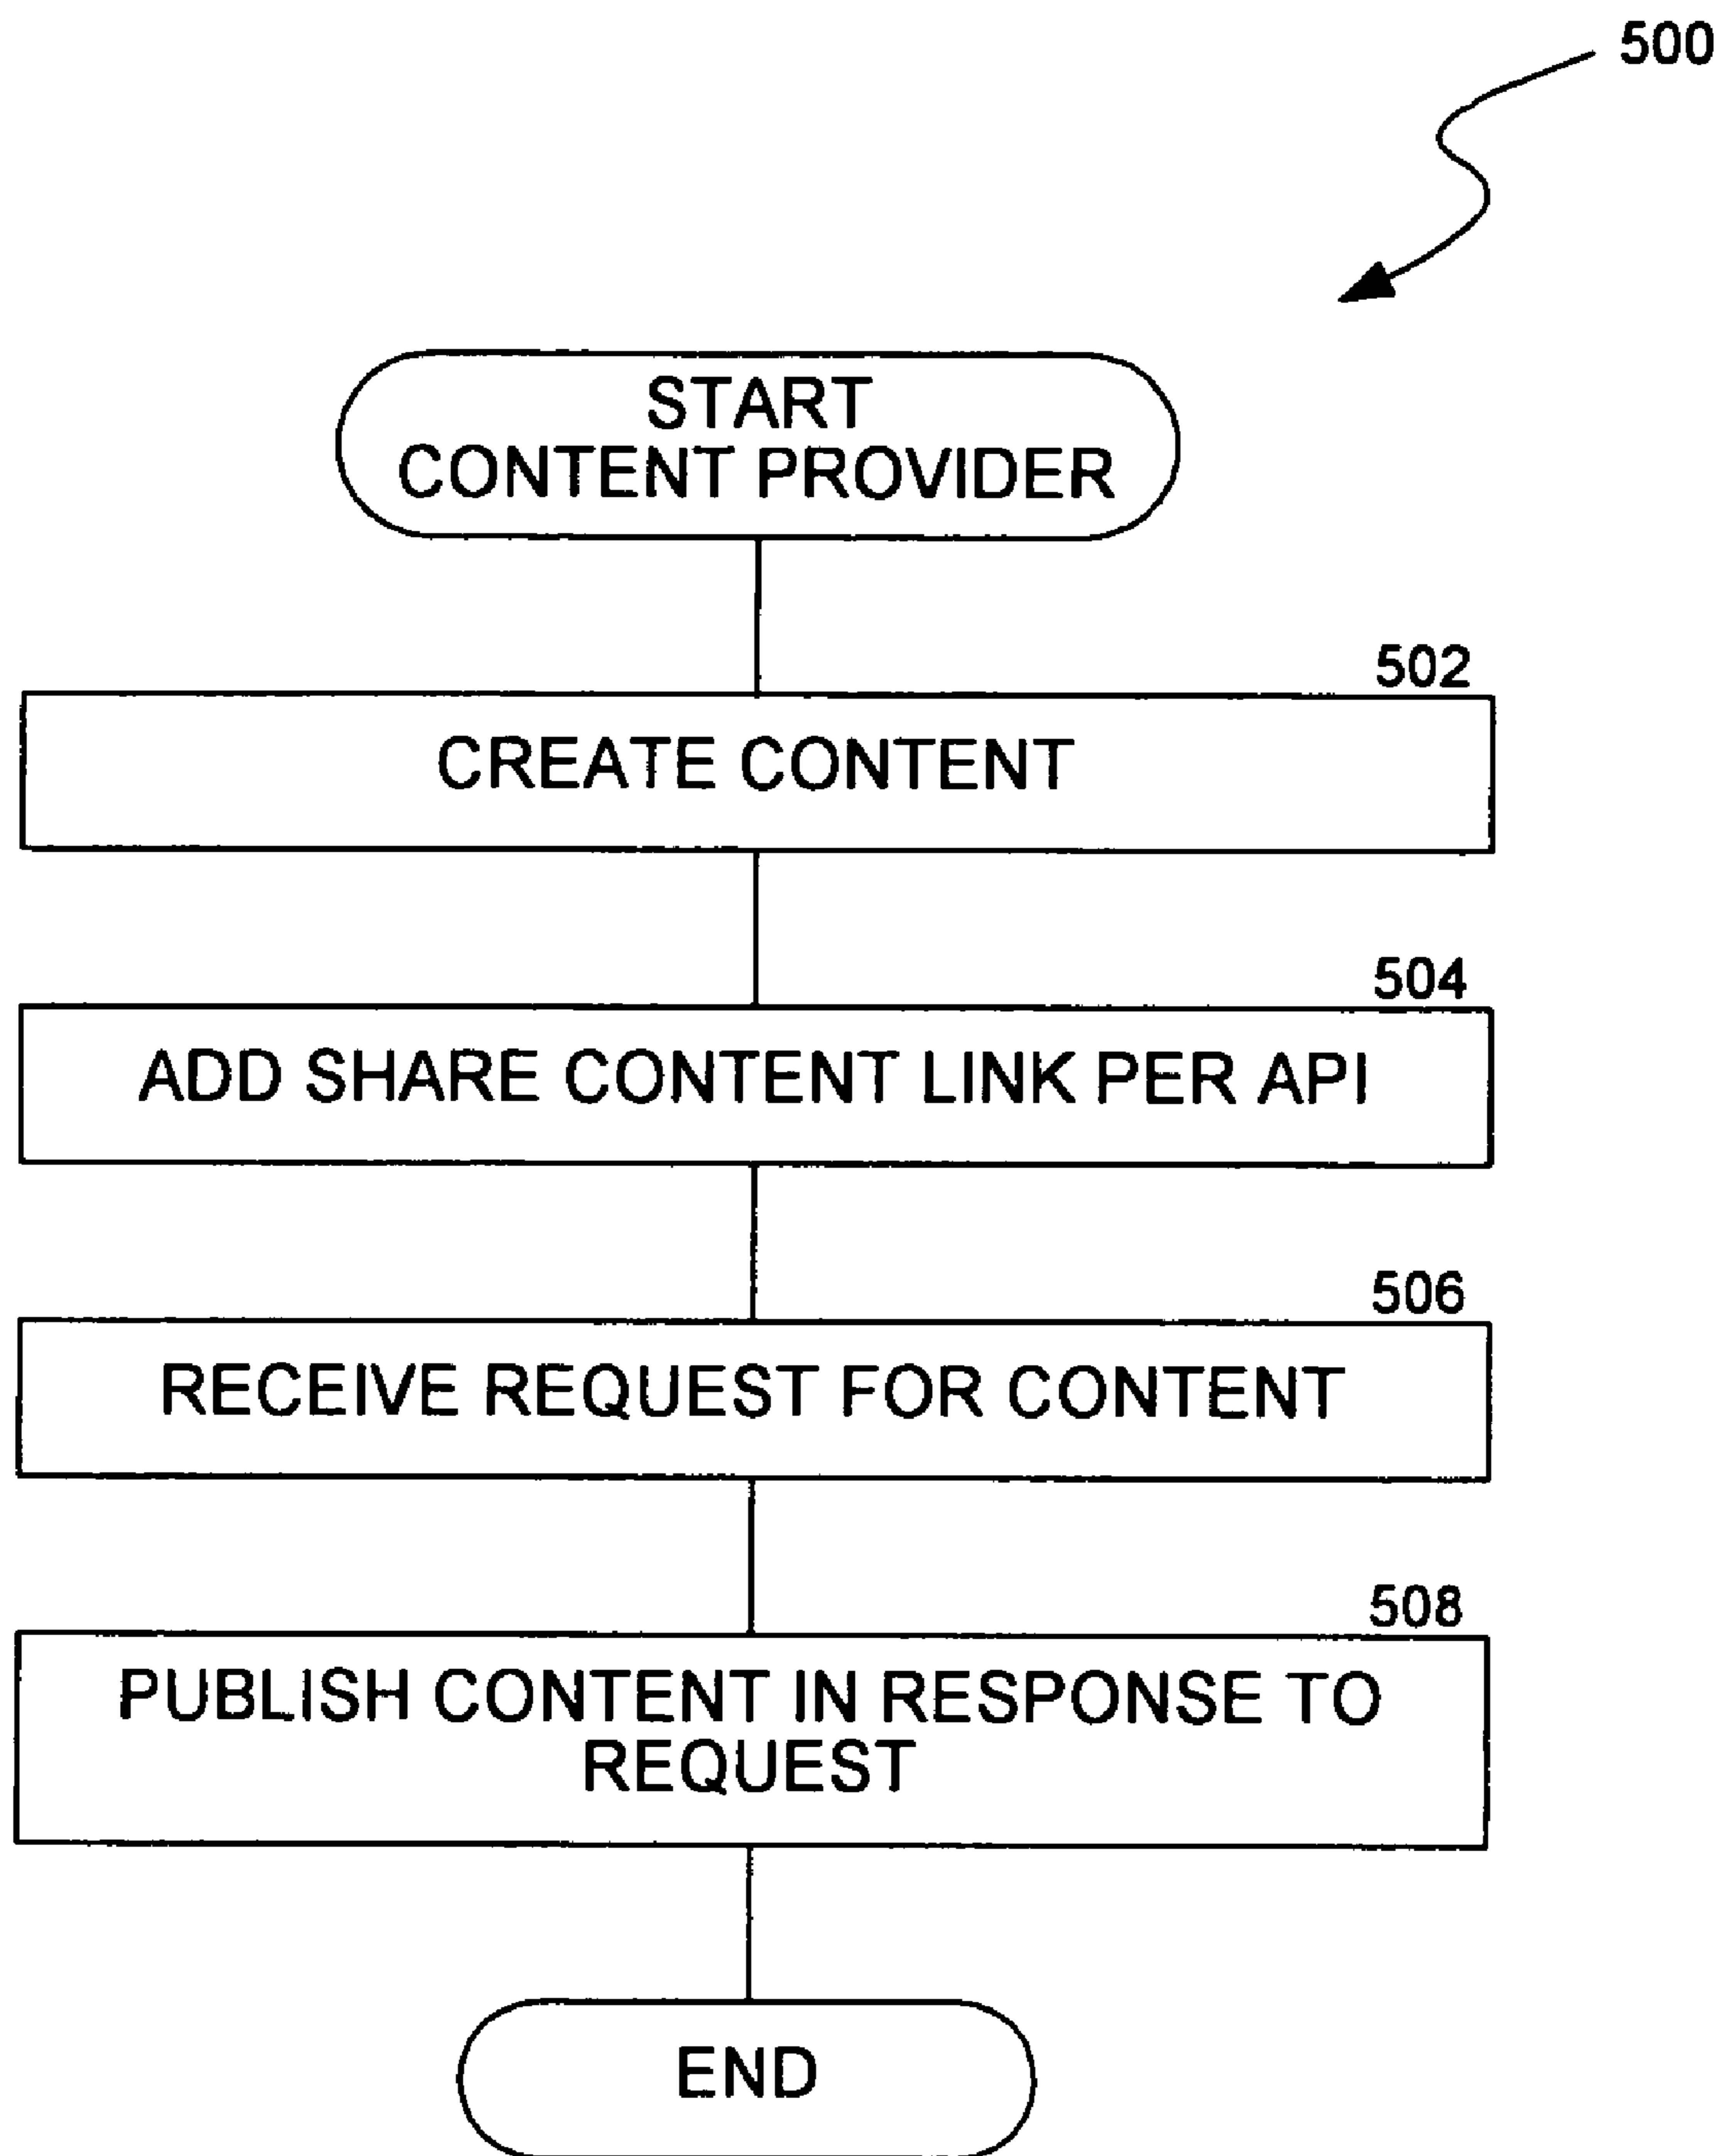 500
START
CONTENT PROVIDER
502
CREATE CONTENT
504
ADD SHARE CONTENT LINK PER API
506
RECEIVE REQUEST FOR CONTENT
508
PUBLISH CONTENT IN RESPONSE TO
REQUEST
END